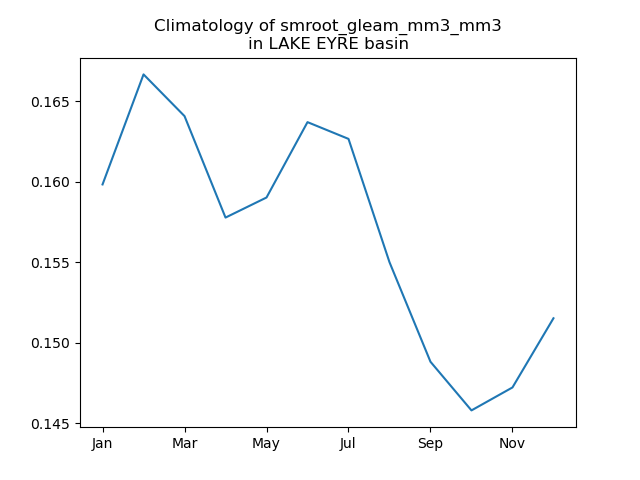 Climatology of smroot_gleam_mm3_mm3
in LAKE EYRE basin
0.165
0.160
0.155
0.150
0.145
Jan Mar May Jul Sep Nov